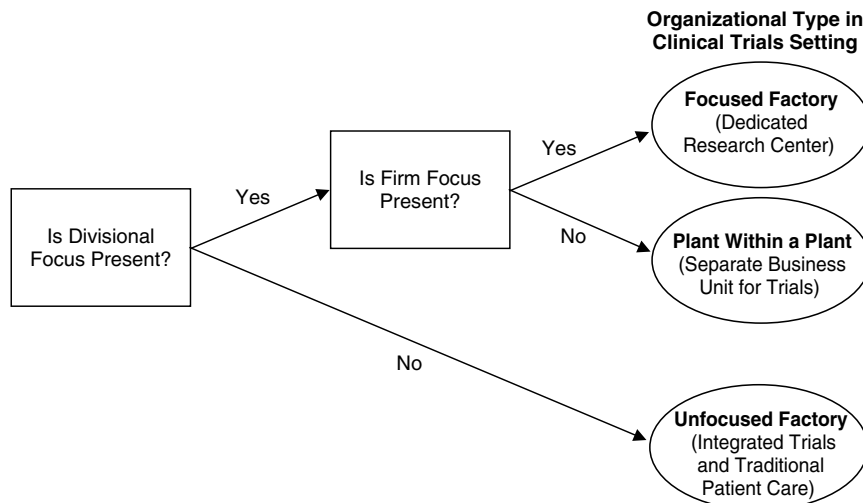 Organizational Type in
Clinical Trials Setting
Focused Factory
(Dedicated
Research Center)
Yes
Is Firm Focus
Present?
Yes
No
Plant Within a Plant
(Separate Business
Unit for Trials)
Is Divisional
Focus Present?
No
Unfocused Factory
(Integrated Trials
and Traditional
Patient Care)